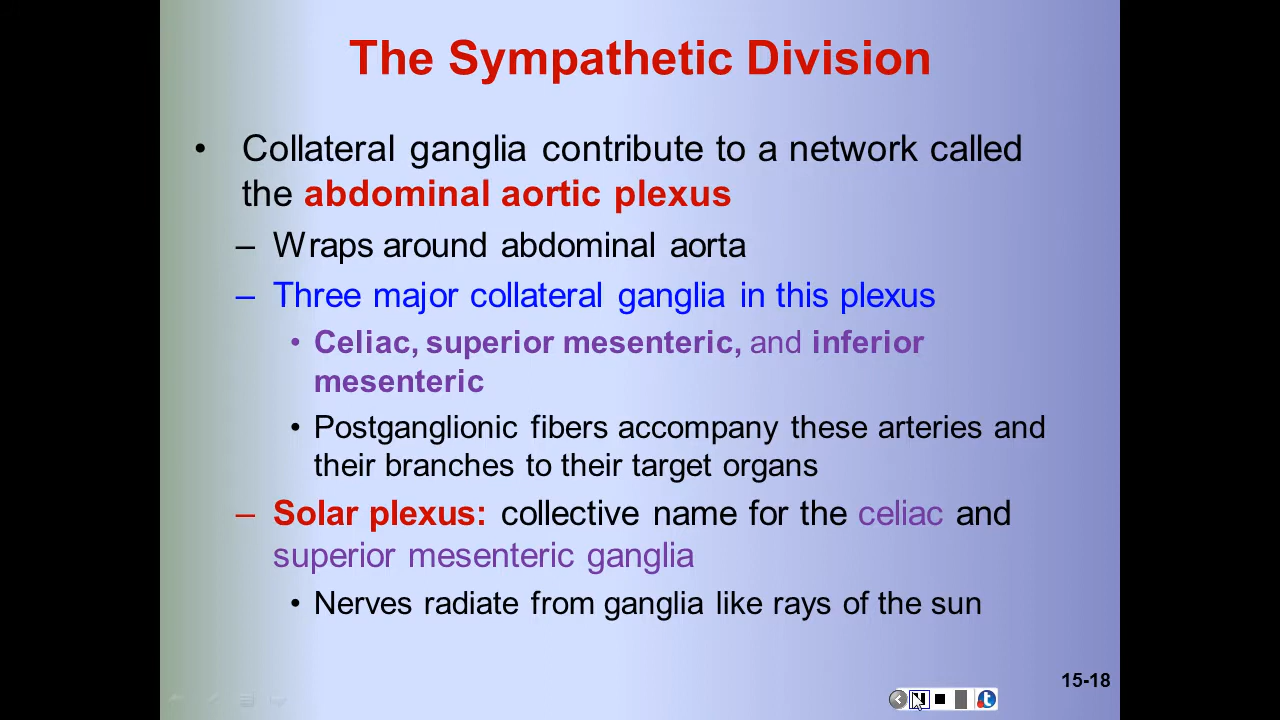 The Sympathetic Division
• Collateral ganglia contribute to a network called
the abdominal aortic plexus
– Wraps around abdominal aorta
– Three major collateral ganglia in this plexus
• Celiac, superior mesenteric, and inferior
mesenteric
• Postganglionic fibers accompany these arteries and
their branches to their target organs
– Solar plexus: collective name for the celiac and
superior mesenteric ganglia
• Nerves radiate from ganglia like rays of the sun
15-18